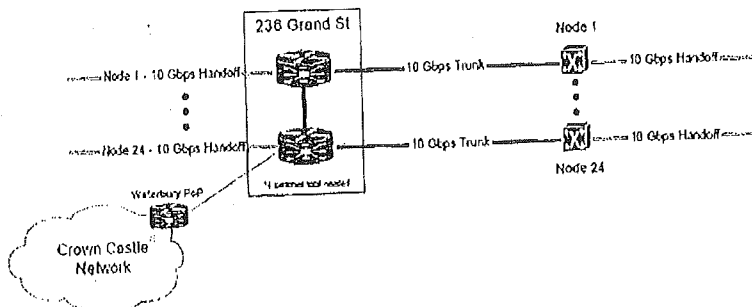 236 Grand St
Node 1
Node 1 - 10 Gbps Handoff
10 Gbps Trunk
10 Gbps Handoff
Node 24 - 10 Gbps Handoff
10 Gbps Trunk
10 Gbps Handoff
Node 24
Waterbury PoP
Crown Castle
Network